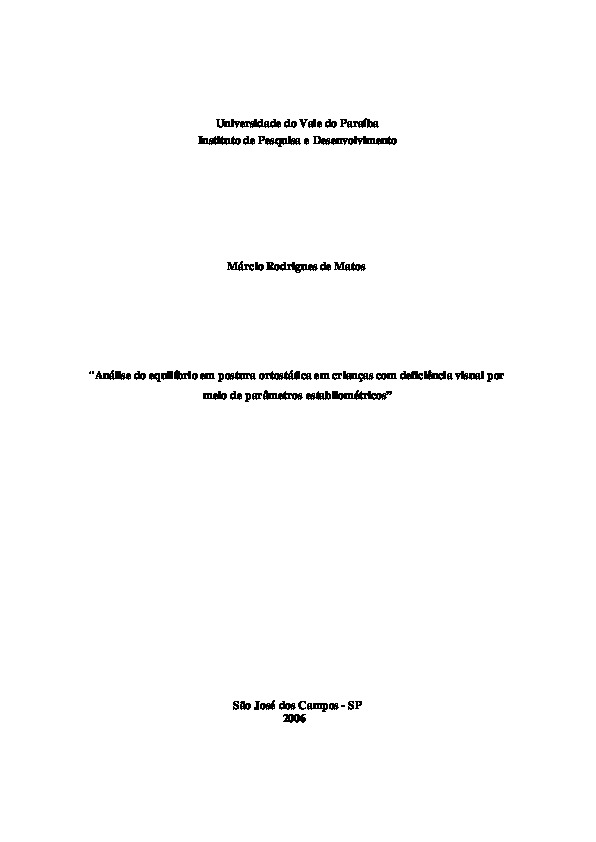 Universidade do Vale do Paraíba
Instituto de Pesquisa e Desenvolvimento
Márcio Rodrigues de Matos
"Análise do equilíbrio em postura ortostática em crianças com deficiência visual por
meio de parâmetros estabilométricos"
São José dos Campos - SP
2006